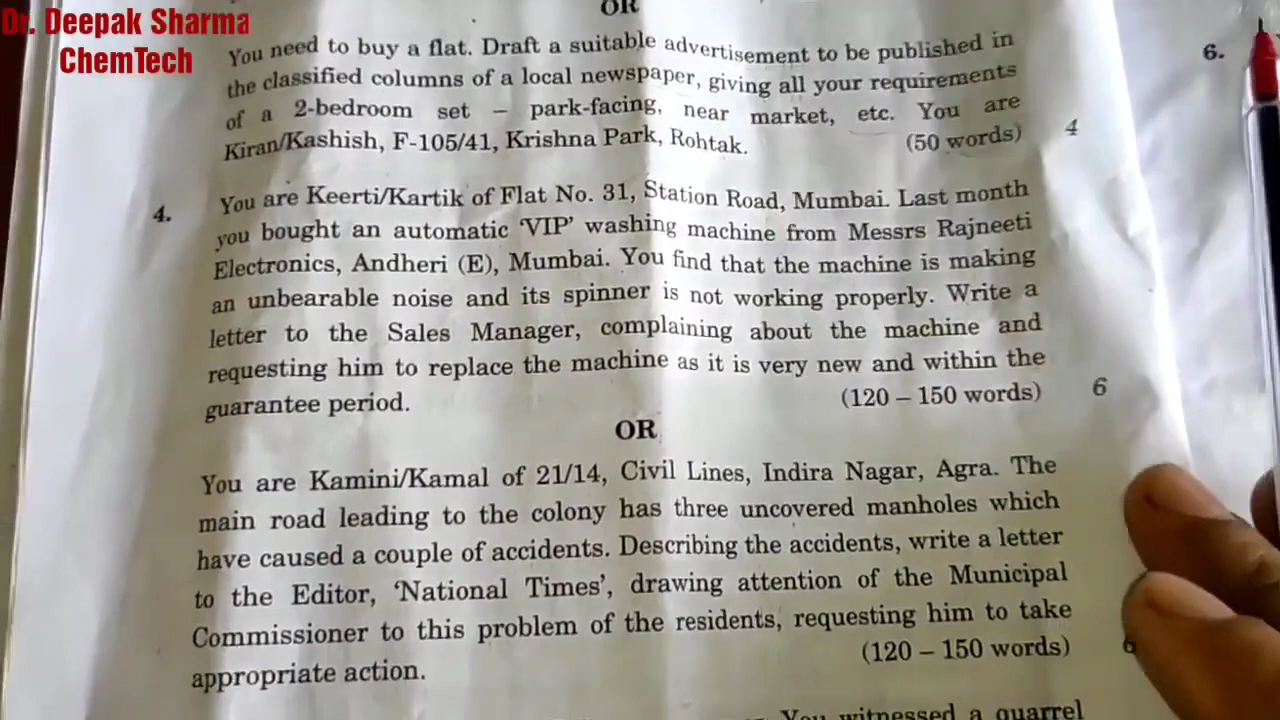 Dr. Deepak Sharma
ChemTech
OR
You need to buy a flat. Draft a suitable advertisement to be published in
the classified columns of a local newspaper, giving all your requirements
of a 2-bedroom set – park-facing, near market, etc. You are
Kiran/Kashish, F-105/41, Krishna Park, Rohtak. (50 words) 4
6.
4. You are Keerti/Kartik of Flat No. 31, Station Road, Mumbai. Last month
you bought an automatic 'VIP' washing machine from Messrs Rajneeti
Electronics, Andheri (E), Mumbai. You find that the machine is making
an unbearable noise and its spinner is not working properly. Write a
letter to the Sales Manager, complaining about the machine and
requesting him to replace the machine as it is very new and within the
guarantee period. (120 – 150 words) 6
OR
You are Kamini/Kamal of 21/14, Civil Lines, Indira Nagar, Agra. The
main road leading to the colony has three uncovered manholes which
have caused a couple of accidents. Describing the accidents, write a letter
to the Editor, 'National Times', drawing attention of the Municipal
Commissioner to this problem of the residents, requesting him to take
appropriate action. (120 – 150 words) 6
You witnessed a quarrel